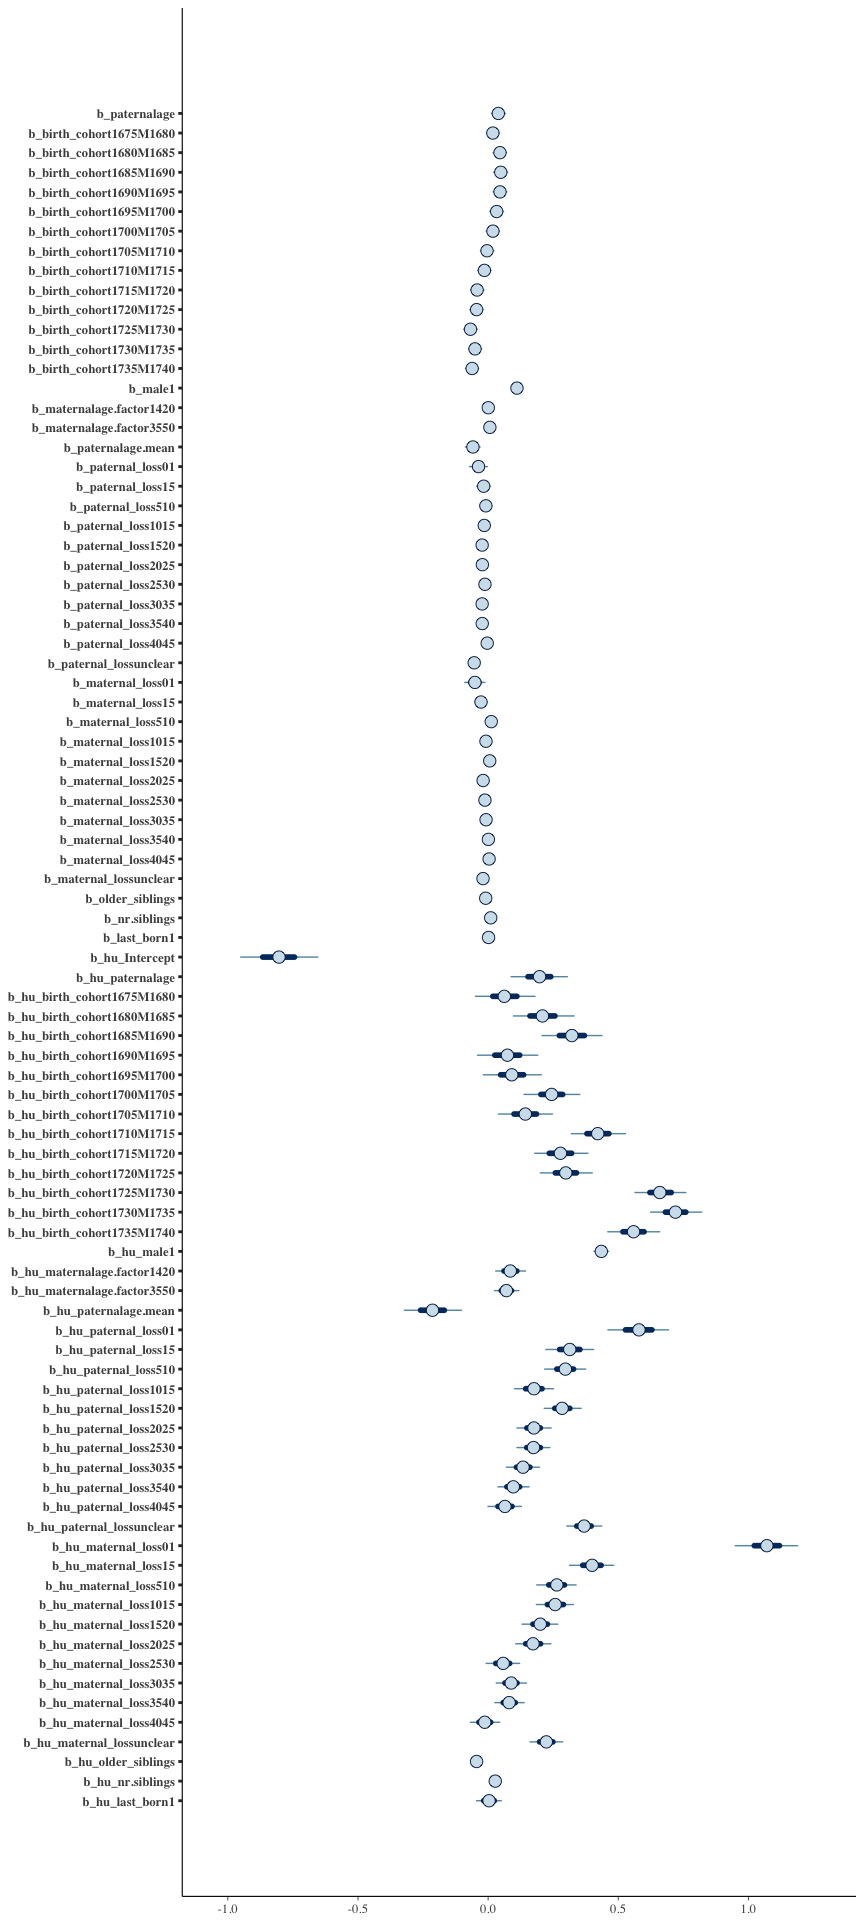 b_paternalage
b_birth_cohort1675M1680
b_birth_cohort1680M1685
b_birth_cohort1685M1690
b_birth_cohort1690M1695
b_birth_cohort1695M1700
b_birth_cohort1700M1705
b_birth_cohort1705M1710
b_birth_cohort1710M1715
b_birth_cohort1715M1720
b_birth_cohort1720M1725
b_birth_cohort1725M1730
b_birth_cohort1730M1735
b_birth_cohort1735M1740
b_male1
b_maternalage.factor1420
b_maternalage.factor3550
b_paternalage.mean
b_paternal_loss01
b_paternal_loss15
b_paternal_loss510
b_paternal_loss1015
b_paternal_loss1520
b_paternal_loss2025
b_paternal_loss2530
b_paternal_loss3035
b_paternal_loss3540
b_paternal_loss4045
b_paternal_lossunclear
b_maternal_loss01
b_maternal_loss15
b_maternal_loss510
b_maternal_loss1015
b_maternal_loss1520
b_maternal_loss2025
b_maternal_loss2530
b_maternal_loss3035
b_maternal_loss3540
b_maternal_loss4045
b_maternal_lossunclear
b_older_siblings
b_nr.siblings
b_last_born1
b_hu_Intercept
b_hu_paternalage
b_hu_birth_cohort1675M1680
b_hu_birth_cohort1680M1685
b_hu_birth_cohort1685M1690
b_hu_birth_cohort1690M1695
b_hu_birth_cohort1695M1700
b_hu_birth_cohort1700M1705
b_hu_birth_cohort1705M1710
b_hu_birth_cohort1710M1715
b_hu_birth_cohort1715M1720
b_hu_birth_cohort1720M1725
b_hu_birth_cohort1725M1730
b_hu_birth_cohort1730M1735
b_hu_birth_cohort1735M1740
b_hu_male1
b_hu_maternalage.factor1420
b_hu_maternalage.factor3550
b_hu_paternalage.mean
b_hu_paternal_loss01
b_hu_paternal_loss15
b_hu_paternal_loss510
b_hu_paternal_loss1015
b_hu_paternal_loss1520
b_hu_paternal_loss2025
b_hu_paternal_loss2530
b_hu_paternal_loss3035
b_hu_paternal_loss3540
b_hu_paternal_loss4045
b_hu_paternal_lossunclear
b_hu_maternal_loss01
b_hu_maternal_loss15
b_hu_maternal_loss510
b_hu_maternal_loss1015
b_hu_maternal_loss1520
b_hu_maternal_loss2025
b_hu_maternal_loss2530
b_hu_maternal_loss3035
b_hu_maternal_loss3540
b_hu_maternal_loss4045
b_hu_maternal_lossunclear
b_hu_older_siblings
b_hu_nr.siblings
b_hu_last_born1
-1.0 -0.5 0.0 0.5 1.0